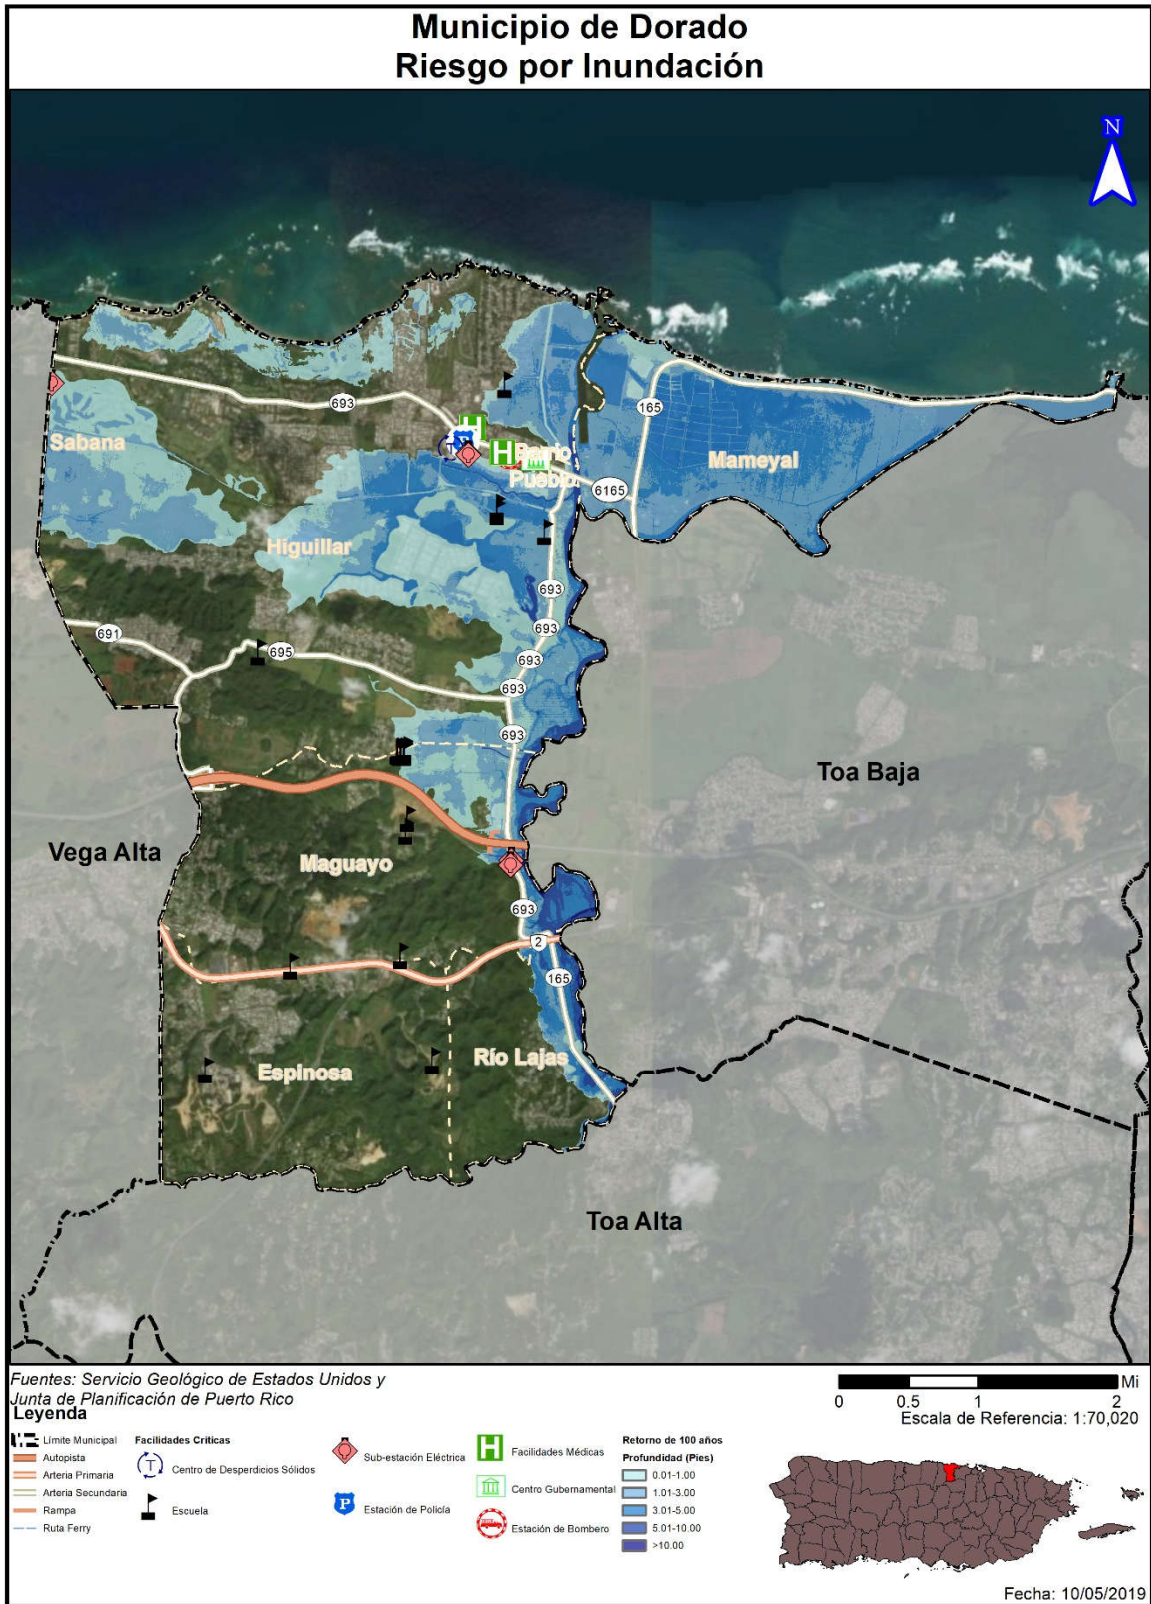 Municipio de Dorado
Riesgo por Inundación
N
693
165
Sabana
Barrio
Pueblo
Mameyal
6165
Higuillar
693
693
691
695
693
693
693
Toa Baja
Vega Alta
Maguayo
693
2
165
Espinosa
Río Lajas
Toa Alta
Fuentes: Servicio Geológico de Estados Unidos y
Junta de Planificación de Puerto Rico
Leyenda
Límite Municipal
Autopista
Arteria Primaria
Arteria Secundaria
Rampa
Ruta Ferry
Facilidades Críticas
T
Centro de Desperdicios Sólidos
Escuela
Sub-estación Eléctrica
P
Estación de Policía
H
Facilidades Médicas
Centro Gubernamental
Estación de Bombero
Retorno de 100 años
Profundidad (Pies)
0.01-1.00
1.01-3.00
3.01-5.00
5.01-10.00
>10.00
Mi
0 0.5 1 2
Escala de Referencia: 1:70,020
Fecha: 10/05/2019